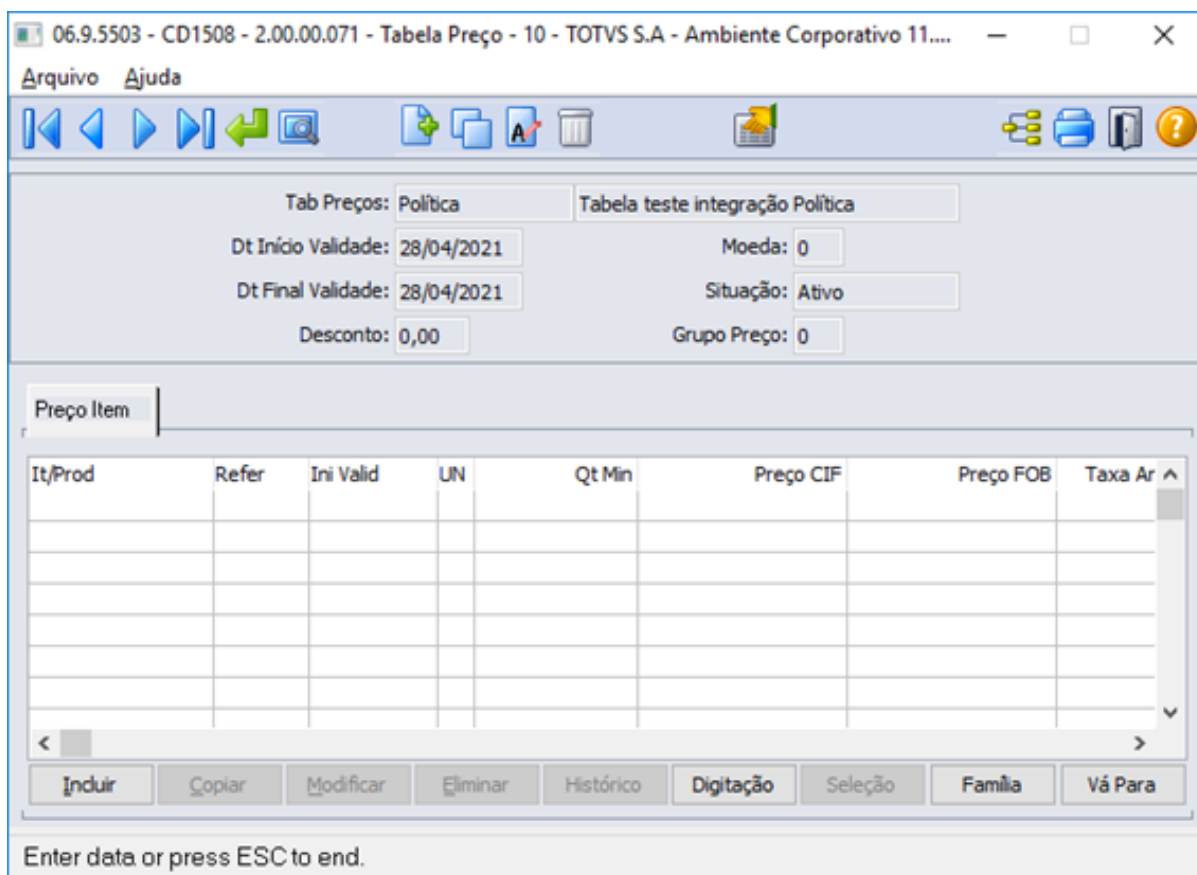 06.9.5503 - CD1508 - 2.00.00.071 - Tabela Preço - 10 - TOTVS S.A - Ambiente Corporativo 11....
Arquivo Ajuda
Tab Preços: Política Tabela teste integração Política
Dt Início Validade: 28/04/2021 Moeda: 0
Dt Final Validade: 28/04/2021 Situação: Ativo
Desconto: 0,00 Grupo Preço: 0
Preço Item
It/Prod Refer Ini Valid UN Qt Min Preço CIF Preço FOB Taxa Ar
Incluir Copiar Modificar Eliminar Histórico Digitação Seleção Família Vá Para
Enter data or press ESC to end.